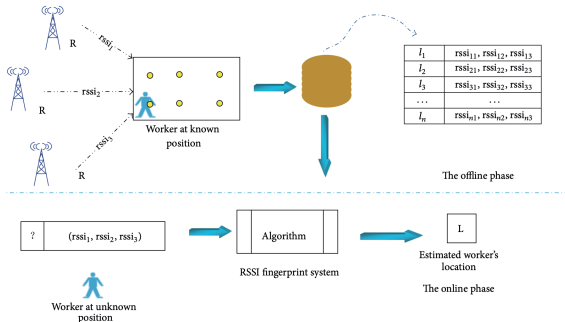 R
rssi1
R
rssi2
R
rssi3
Worker at known
position
l1 rssi11, rssi12, rssi13
l2 rssi21, rssi22, rssi23
l3 rssi31, rssi32, rssi33
... ...
ln rssin1, rssin2, rssin3
The offline phase
? (rssi1, rssi2, rssi3)
Worker at unknown
position
Algorithm
RSSI fingerprint system
L
Estimated worker's
location
The online phase